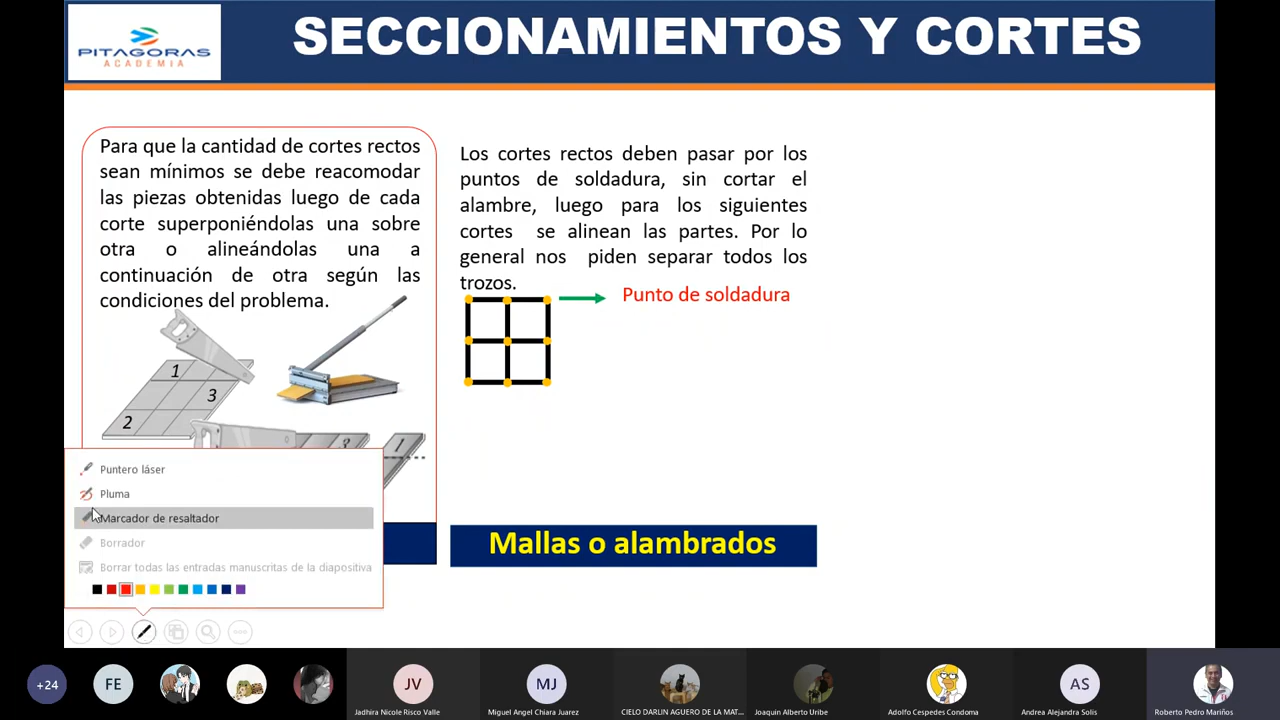 PITAGORAS
ACADEMIA
SECCIONAMIENTOS Y CORTES
Para que la cantidad de cortes rectos
sean mínimos se debe reacomodar
las piezas obtenidas luego de cada
corte superponiéndolas una sobre
otra o alineándolas una a
continuación de otra según las
condiciones del problema.
1
3
2
1
Los cortes rectos deben pasar por los
puntos de soldadura, sin cortar el
alambre, luego para los siguientes
cortes se alinean las partes. Por lo
general nos piden separar todos los
trozos.
Punto de soldadura
Mallas o alambrados
Puntero láser
Pluma
Marcador de resaltador
Borrador
Borrar todas las entradas manuscritas de la diapositiva
+24
FE
JV
Jadhira Nicole Risco Valle
MJ
Miguel Angel Chiara Juarez
CIELO DARLIN AGUERO DE LA MAT...
Joaquin Alberto Uribe
Adolfo Cespedes Condoma
AS
Andrea Alejandra Solis
Roberto Pedro Mariños